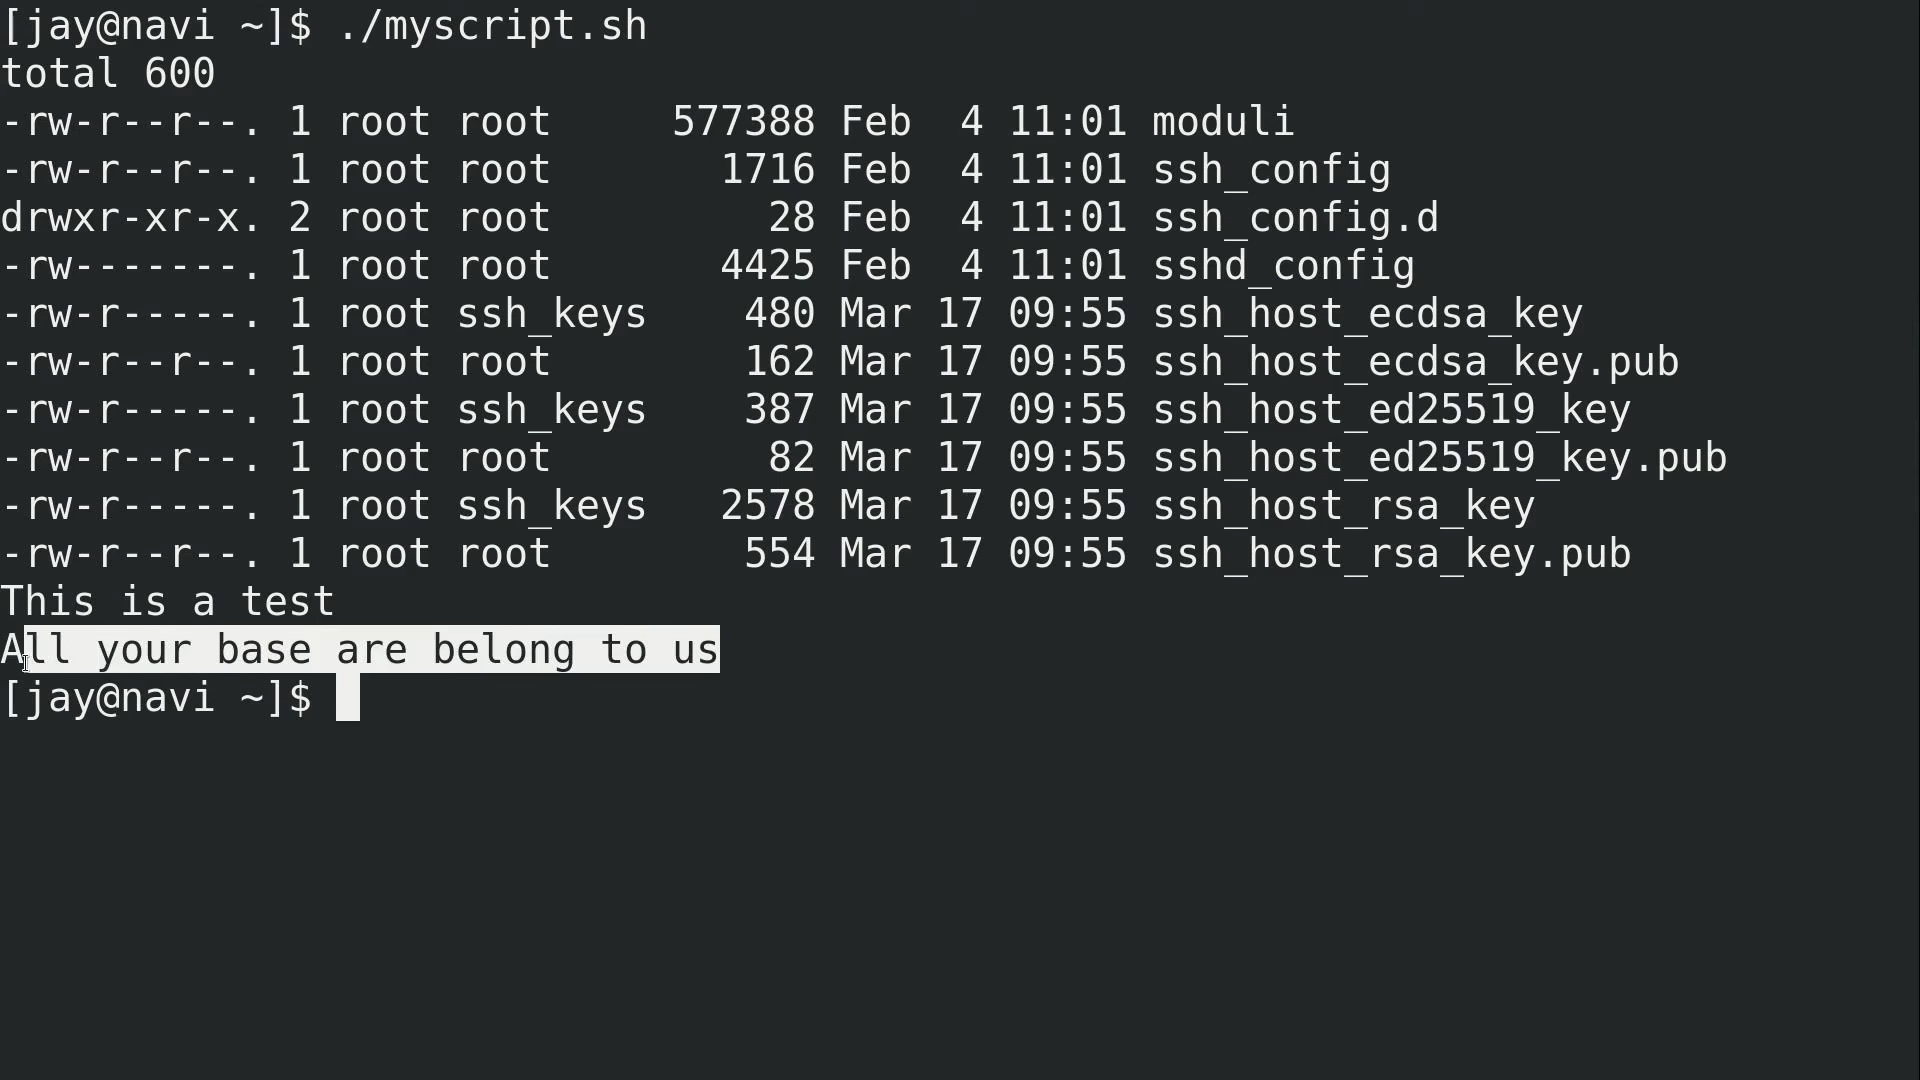 [jay@navi ~]$ ./myscript.sh
total 600
-rw-r--r--. 1 root root     577388 Feb  4 11:01 moduli
-rw-r--r--. 1 root root       1716 Feb  4 11:01 ssh_config
drwxr-xr-x. 2 root root         28 Feb  4 11:01 ssh_config.d
-rw-------. 1 root root       4425 Feb  4 11:01 sshd_config
-rw-r-----. 1 root ssh_keys    480 Mar 17 09:55 ssh_host_ecdsa_key
-rw-r--r--. 1 root root        162 Mar 17 09:55 ssh_host_ecdsa_key.pub
-rw-r-----. 1 root ssh_keys    387 Mar 17 09:55 ssh_host_ed25519_key
-rw-r--r--. 1 root root         82 Mar 17 09:55 ssh_host_ed25519_key.pub
-rw-r-----. 1 root ssh_keys   2578 Mar 17 09:55 ssh_host_rsa_key
-rw-r--r--. 1 root root        554 Mar 17 09:55 ssh_host_rsa_key.pub
This is a test
All your base are belong to us
[jay@navi ~]$